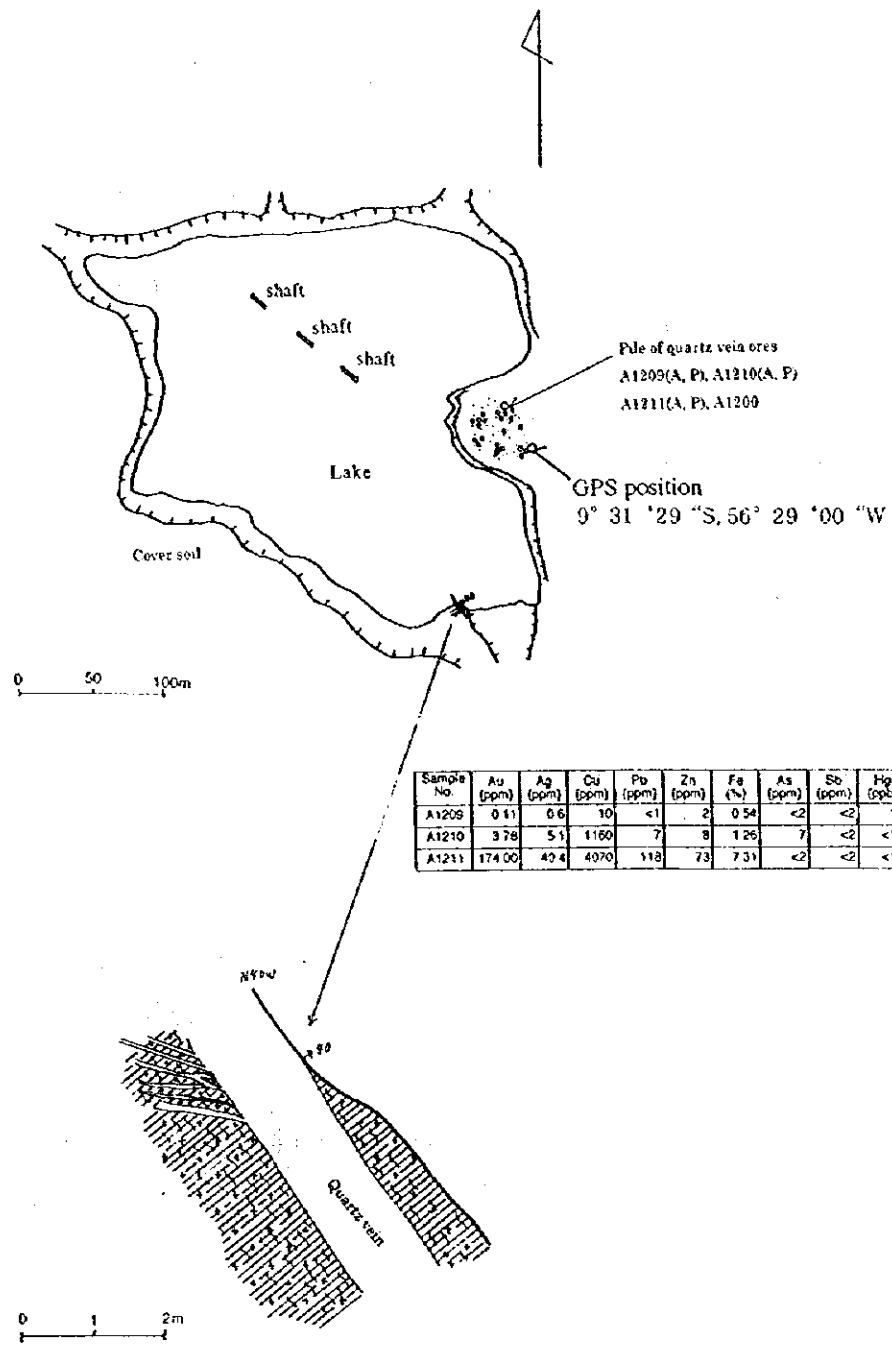 shaft
shaft
shaft
Pile of quartz vein ores
A1209(A, P), A1210(A, P)
A1211(A, P), A1200
Lake
GPS position
9° 31 '29 "S, 56° 29 '00 "W
Cover soil
0 50 100m
Sample No. Au (ppm) Ag (ppm) Cu (ppm) Pb (ppm) Zn (ppm) Fe (%) As (ppm) Sb (ppm) Hg
A1209 0.11 0.6 10 <1 2 0.54 <2 <2
A1210 3.78 5.1 1160 7 8 1.26 7 <2 <
A1211 174.00 49.4 4070 118 73 7.31 <2 <2 <
N40W
Quartz vein
0 1 2m